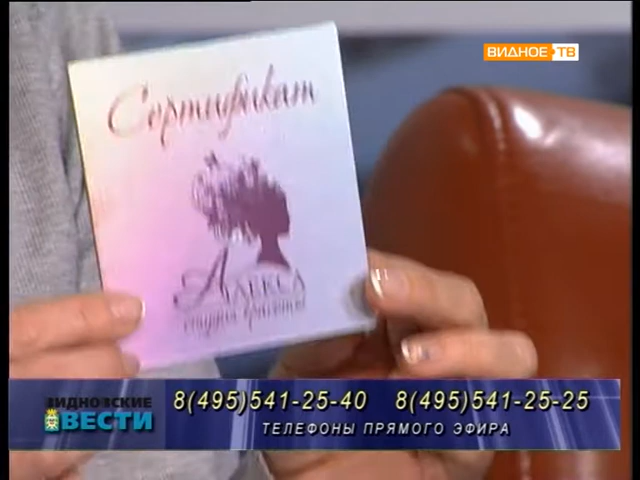 ВИДНОЕ ТВ
Сертификат
АЛЕКСА
студия красоты
ВИДНОВСКИЕ
ВЕСТИ
8(495)541-25-40 8(495)541-25-25
ТЕЛЕФОНЫ ПРЯМОГО ЭФИРА